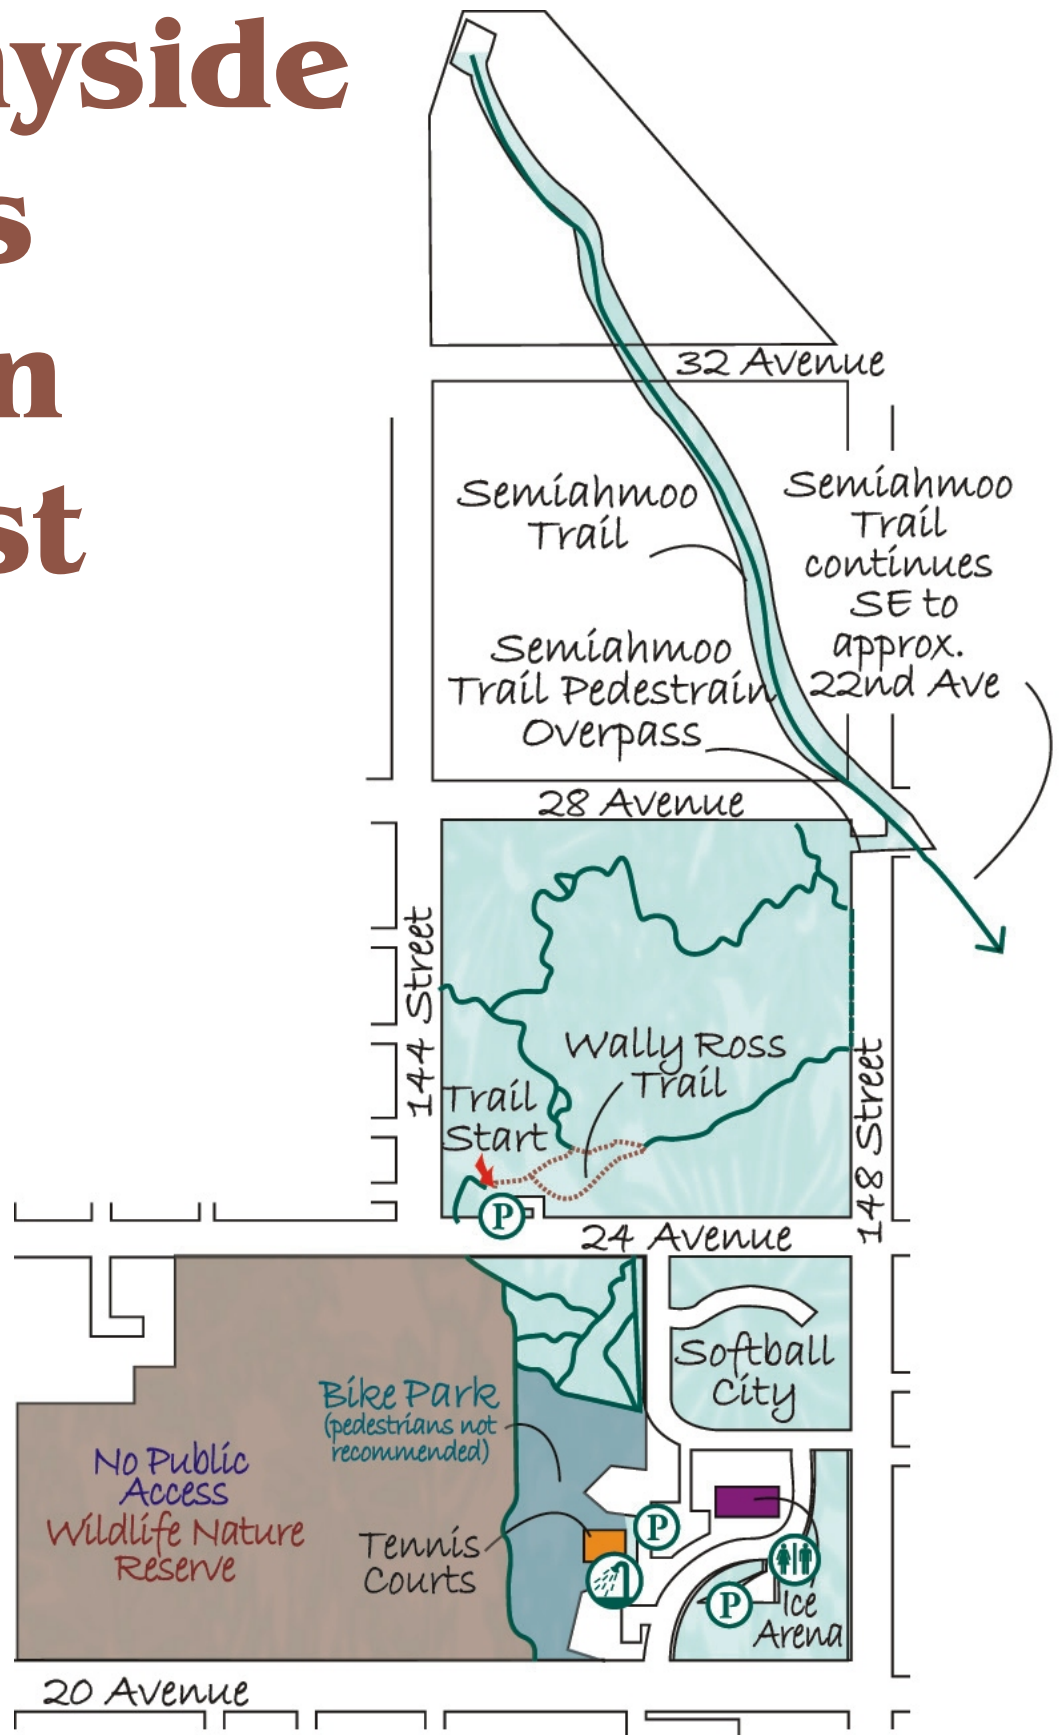 yside
s
n
st
32 Avenue
Semiahmoo
Trail
Semiahmoo
Trail
continues
SE to
approx.
22nd Ave
Semiahmoo
Trail Pedestrain
Overpass
28 Avenue
144 Street
Wally Ross
Trail
Trail
Start
148 Street
P
24 Avenue
Softball
City
Bike Park
(pedestrians not
recommended)
No Public
Access
Wildlife Nature
Reserve
Tennis
Courts
P
P
Ice
Arena
20 Avenue